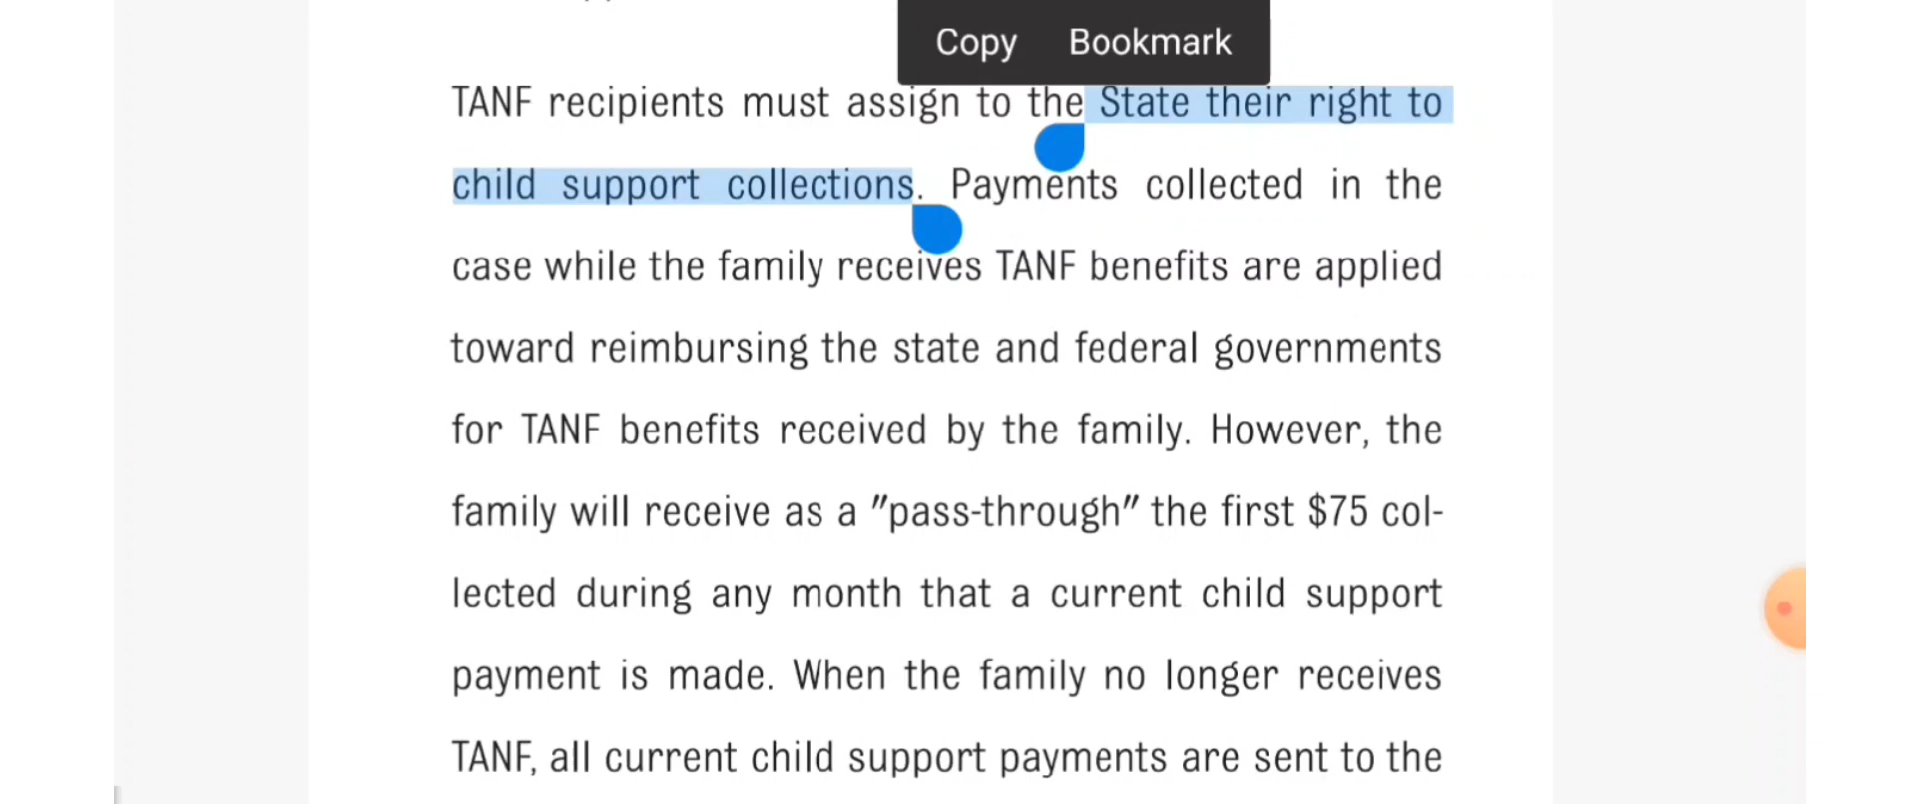 Copy Bookmark
TANF recipients must assign to the State their right to
child support collections. Payments collected in the
case while the family receives TANF benefits are applied
toward reimbursing the state and federal governments
for TANF benefits received by the family. However, the
family will receive as a "pass-through" the first $75 col-
lected during any month that a current child support
payment is made. When the family no longer receives
TANF, all current child support payments are sent to the